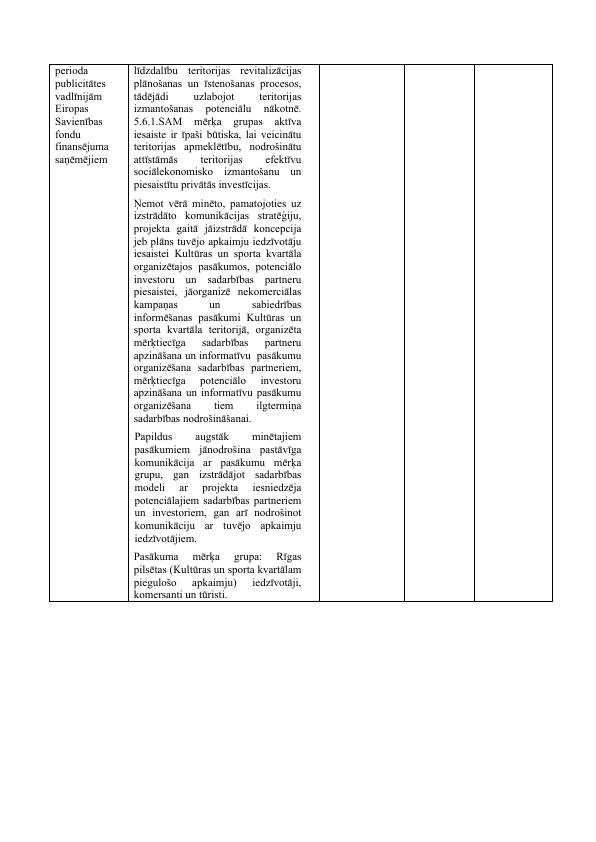 perioda
publicitātes
vadlīnijām
Eiropas
Savienības
fondu
finansējuma
saņēmējiem
līdzdalību teritorijas revitalizācijas
plānošanas un īstenošanas procesos,
tādējādi uzlabojot teritorijas
izmantošanas potenciālu nākotnē.
5.6.1.SAM mērķa grupas aktīva
iesaiste ir īpaši būtiska, lai veicinātu
teritorijas apmeklētību, nodrošinātu
attīstāmās teritorijas efektīvu
sociālekonomisko izmantošanu un
piesaistītu privātās investīcijas.
Ņemot vērā minēto, pamatojoties uz
izstrādāto komunikācijas stratēģiju,
projekta gaitā jāizstrādā koncepcija
jeb plāns tuvējo apkaimju iedzīvotāju
iesaistei Kultūras un sporta kvartāla
organizētajos pasākumos, potenciālo
investoru un sadarbības partneru
piesaistei, jāorganizē nekomerciālas
kampaņas un sabiedrības
informēšanas pasākumi Kultūras un
sporta kvartāla teritorijā, organizēta
mērķtiecīga sadarbības partneru
apzināšana un informatīvu pasākumu
organizēšana sadarbības partneriem,
mērķtiecīga potenciālo investoru
apzināšana un informatīvu pasākumu
organizēšana tiem ilgtermiņa
sadarbības nodrošināšanai.
Papildus augstāk minētajiem
pasākumiem jānodrošina pastāvīga
komunikācija ar pasākumu mērķa
grupu, gan izstrādājot sadarbības
modeli ar projekta iesniedzēja
potenciālajiem sadarbības partneriem
un investoriem, gan arī nodrošinot
komunikāciju ar tuvējo apkaimju
iedzīvotājiem.
Pasākuma mērķa grupa: Rīgas
pilsētas (Kultūras un sporta kvartālam
piegulošo apkaimju) iedzīvotāji,
komersanti un tūristi.